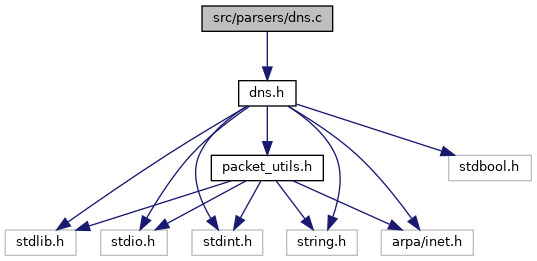 src/parsers/dns.c
dns.h
packet_utils.h
stdbool.h
stdlib.h
stdio.h
stdint.h
string.h
arpa/inet.h